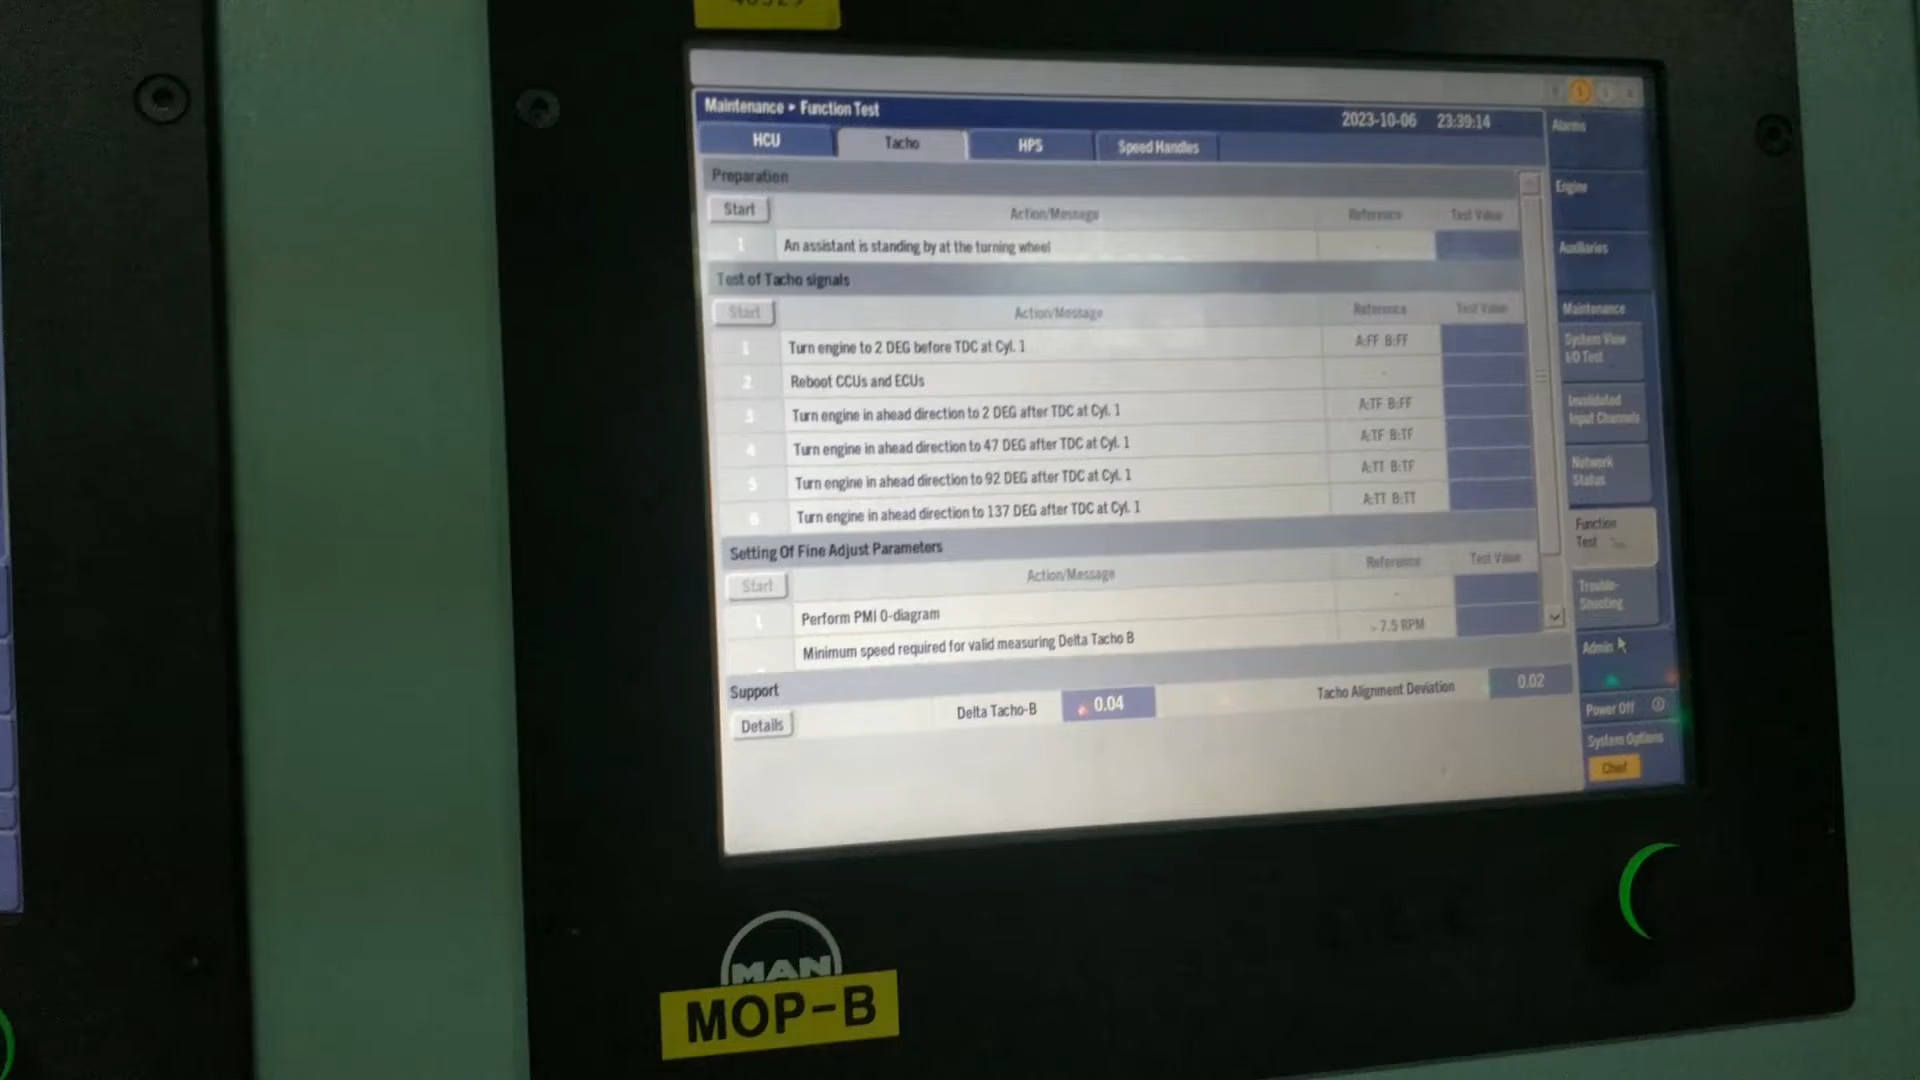 Maintenance ▸ Function Test
2023-10-06 23:39:14
HCU
Tacho
HPS
Speed Handles
Preparation
Start Action/Message Reference Test Value
1 An assistant is standing by at the turning wheel -
Test of Tacho signals
Start Action/Message Reference Test Value
1 Turn engine to 2 DEG before TDC at Cyl. 1 A:FF B:FF
2 Reboot CCUs and ECUs -
3 Turn engine in ahead direction to 2 DEG after TDC at Cyl. 1 A:TF B:FF
4 Turn engine in ahead direction to 47 DEG after TDC at Cyl. 1 A:TF B:TF
5 Turn engine in ahead direction to 92 DEG after TDC at Cyl. 1 A:TT B:TF
6 Turn engine in ahead direction to 137 DEG after TDC at Cyl. 1 A:TT B:TT
Setting Of Fine Adjust Parameters
Start Action/Message Reference Test Value
1 Perform PMI 0-diagram -
Minimum speed required for valid measuring Delta Tacho B > 7.5 RPM
Support
Details Delta Tacho-B 0.04 Tacho Alignment Deviation 0.02
Alarms
Engine
Auxiliaries
Maintenance
System View
I/O Test
Invalidated
Input Channels
Network
Status
Function
Test
Trouble-
Shooting
Admin
Power Off
System Options
Chief
MAN
MOP-B